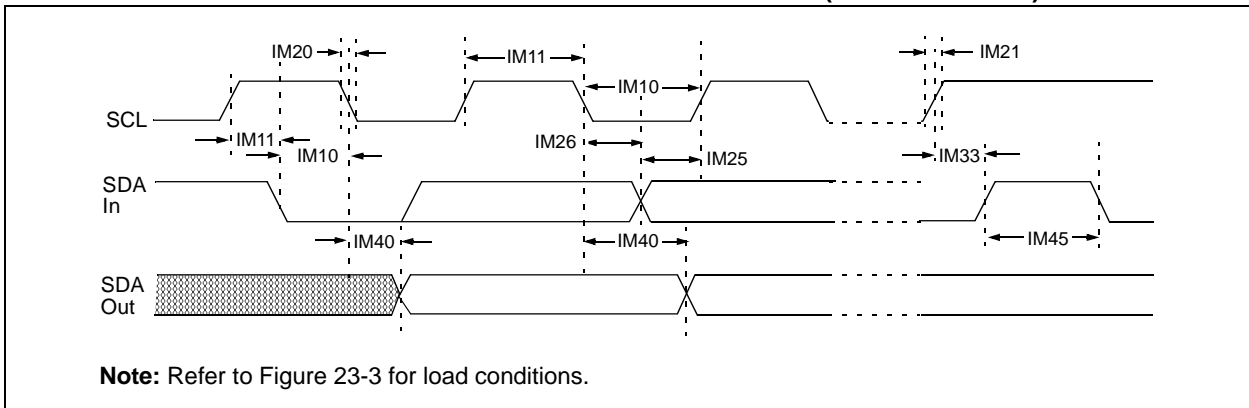 IM20
IM11
IM21
IM10
SCL
IM11
IM26
IM10
IM25
IM33
SDA
In
IM40
IM40
IM45
SDA
Out
Note: Refer to Figure 23-3 for load conditions.